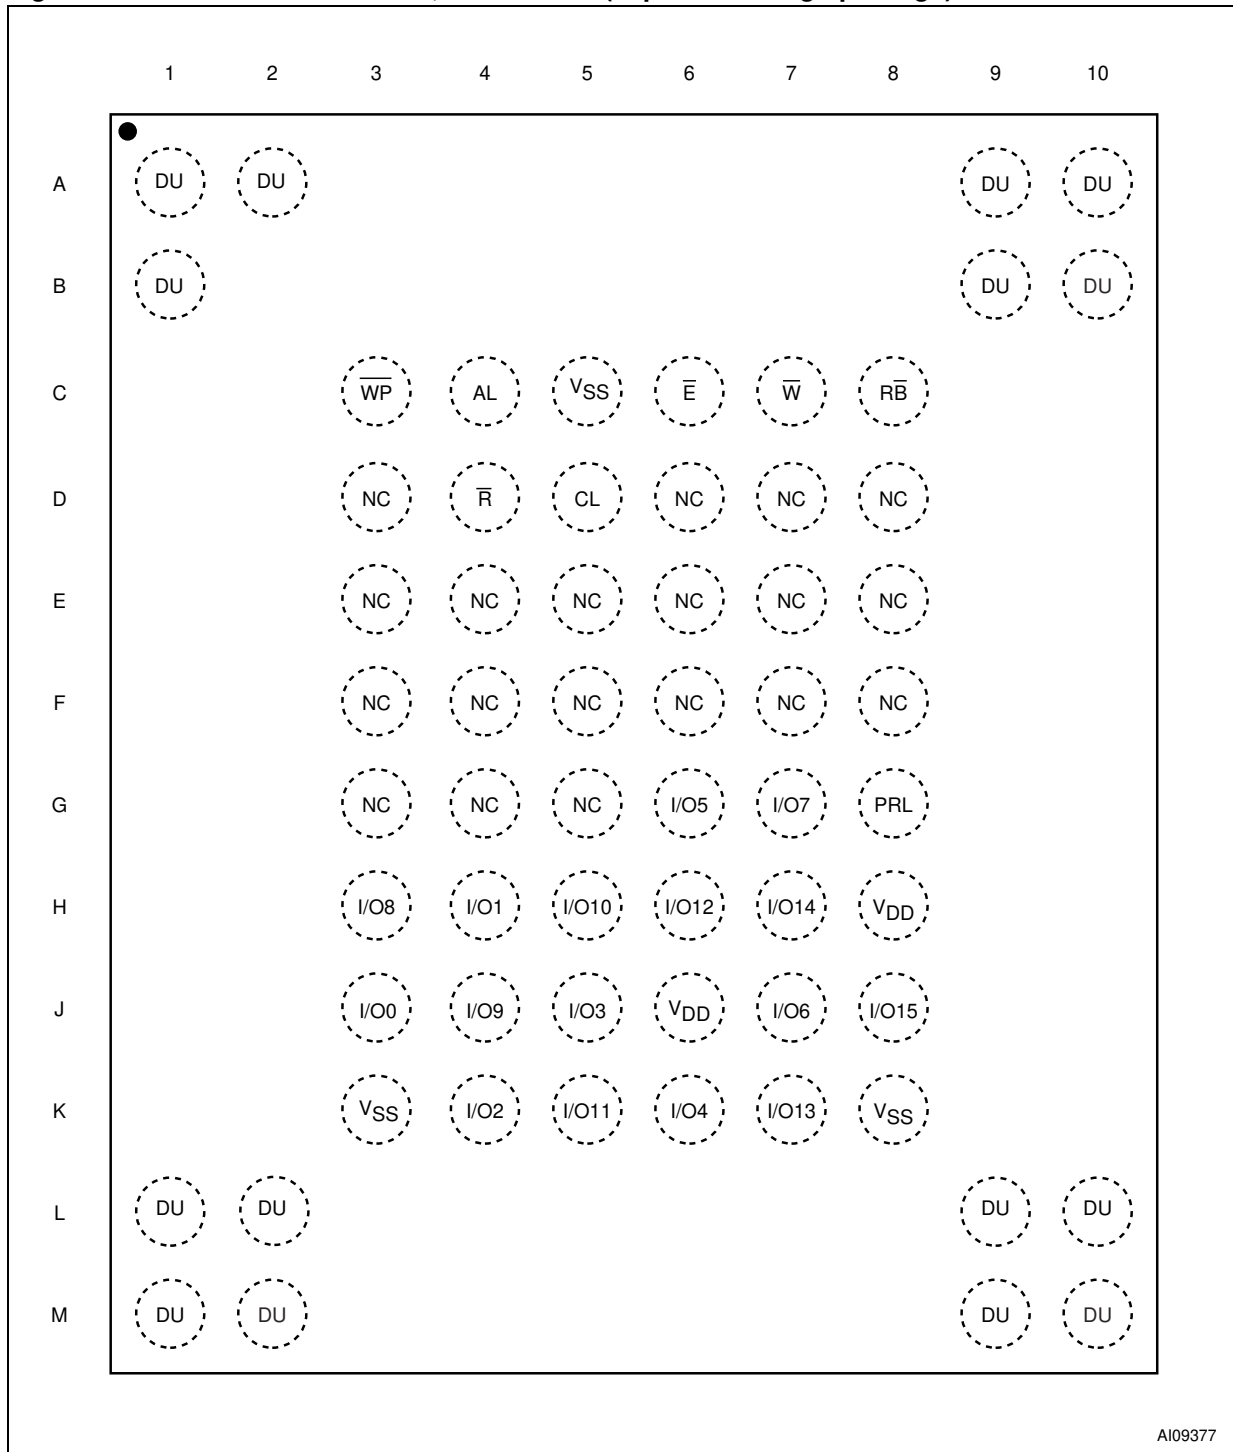 1 2 3 4 5 6 7 8 9 10
A DU DU DU DU
B DU DU DU
C W̅P̅ AL VSS E̅ W̅ RB̅
D NC R̅ CL NC NC NC
E NC NC NC NC NC NC
F NC NC NC NC NC NC
G NC NC NC I/O5 I/O7 PRL
H I/O8 I/O1 I/O10 I/O12 I/O14 VDD
J I/O0 I/O9 I/O3 VDD I/O6 I/O15
K VSS I/O2 I/O11 I/O4 I/O13 VSS
L DU DU DU DU
M DU DU DU DU
AI09377